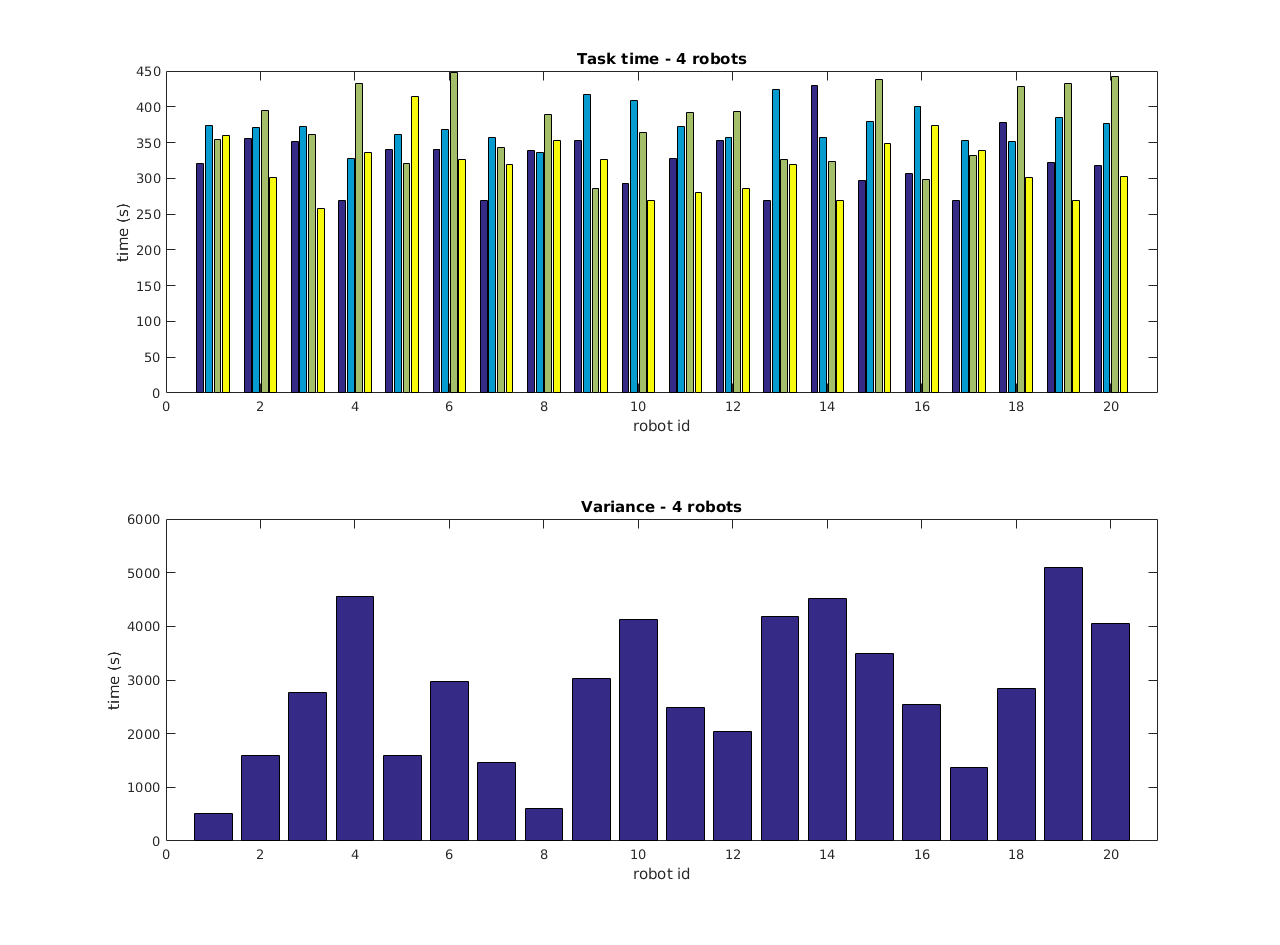 Task time - 4 robots
450
400
350
300
250
200
150
100
50
0
time (s)
0 2 4 6 8 10 12 14 16 18 20
robot id
Variance - 4 robots
6000
5000
4000
3000
2000
1000
0
time (s)
0 2 4 6 8 10 12 14 16 18 20
robot id